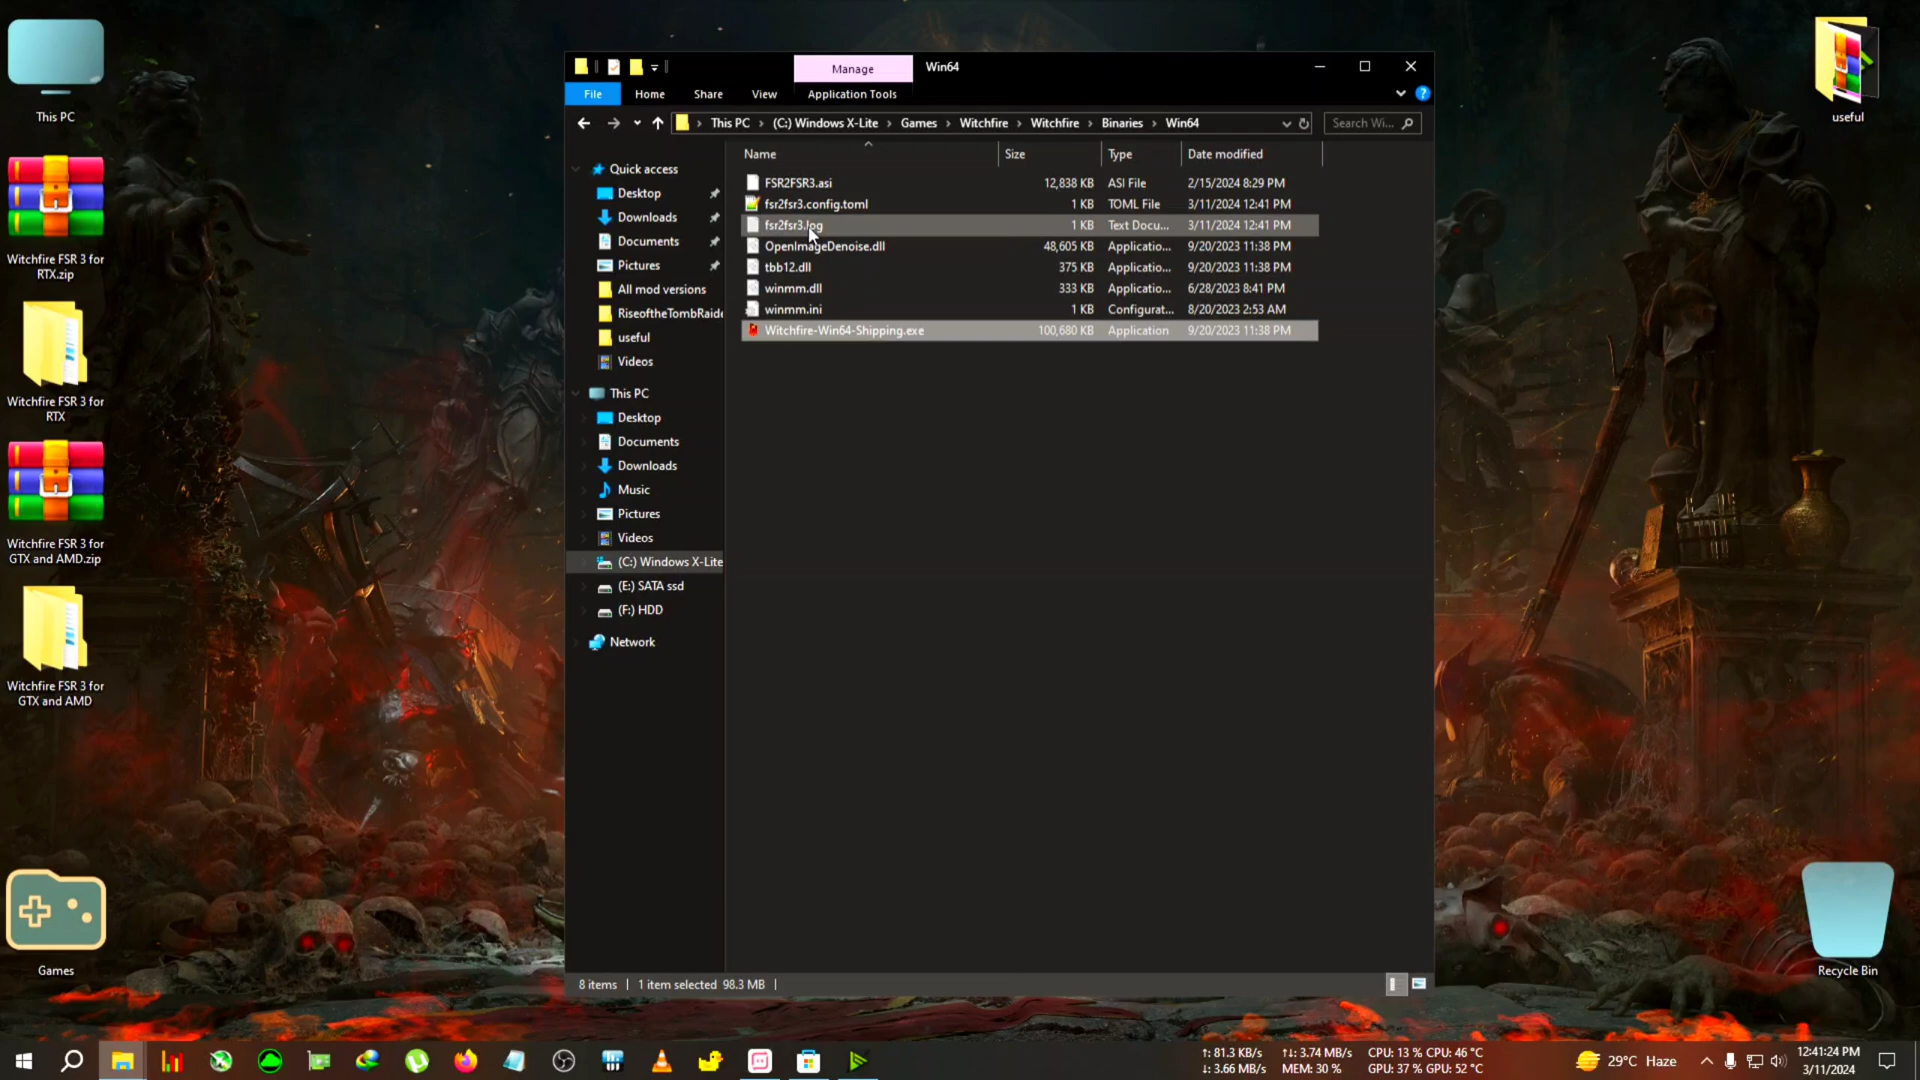 This PC
Witchfire FSR 3 for
RTX.zip
Witchfire FSR 3 for
RTX
Witchfire FSR 3 for
GTX and AMD.zip
Witchfire FSR 3 for
GTX and AMD
Games
useful
Recycle Bin
Manage
Win64
File
Home
Share
View
Application Tools
This PC
(C:) Windows X-Lite
Games
Witchfire
Witchfire
Binaries
Win64
Search Wi...
Quick access
Desktop
Downloads
Documents
Pictures
All mod versions
RiseoftheTombRaide
useful
Videos
This PC
Desktop
Documents
Downloads
Music
Pictures
Videos
(C:) Windows X-Lite
(E:) SATA ssd
(F:) HDD
Network
Name Size Type Date modified
FSR2FSR3.asi 12,838 KB ASI File 2/15/2024 8:29 PM
fsr2fsr3.config.toml 1 KB TOML File 3/11/2024 12:41 PM
fsr2fsr3.log 1 KB Text Docu... 3/11/2024 12:41 PM
OpenImageDenoise.dll 48,605 KB Applicatio... 9/20/2023 11:38 PM
tbb12.dll 375 KB Applicatio... 9/20/2023 11:38 PM
winmm.dll 333 KB Applicatio... 6/28/2023 8:41 PM
winmm.ini 1 KB Configurat... 8/20/2023 2:53 AM
Witchfire-Win64-Shipping.exe 100,680 KB Application 9/20/2023 11:38 PM
8 items 1 item selected 98.3 MB
↑: 81.3 KB/s ↑↓: 3.74 MB/s CPU: 13 % CPU: 46 °C
↓: 3.66 MB/s MEM: 30 % GPU: 37 % GPU: 52 °C
29°C Haze
12:41:24 PM
3/11/2024